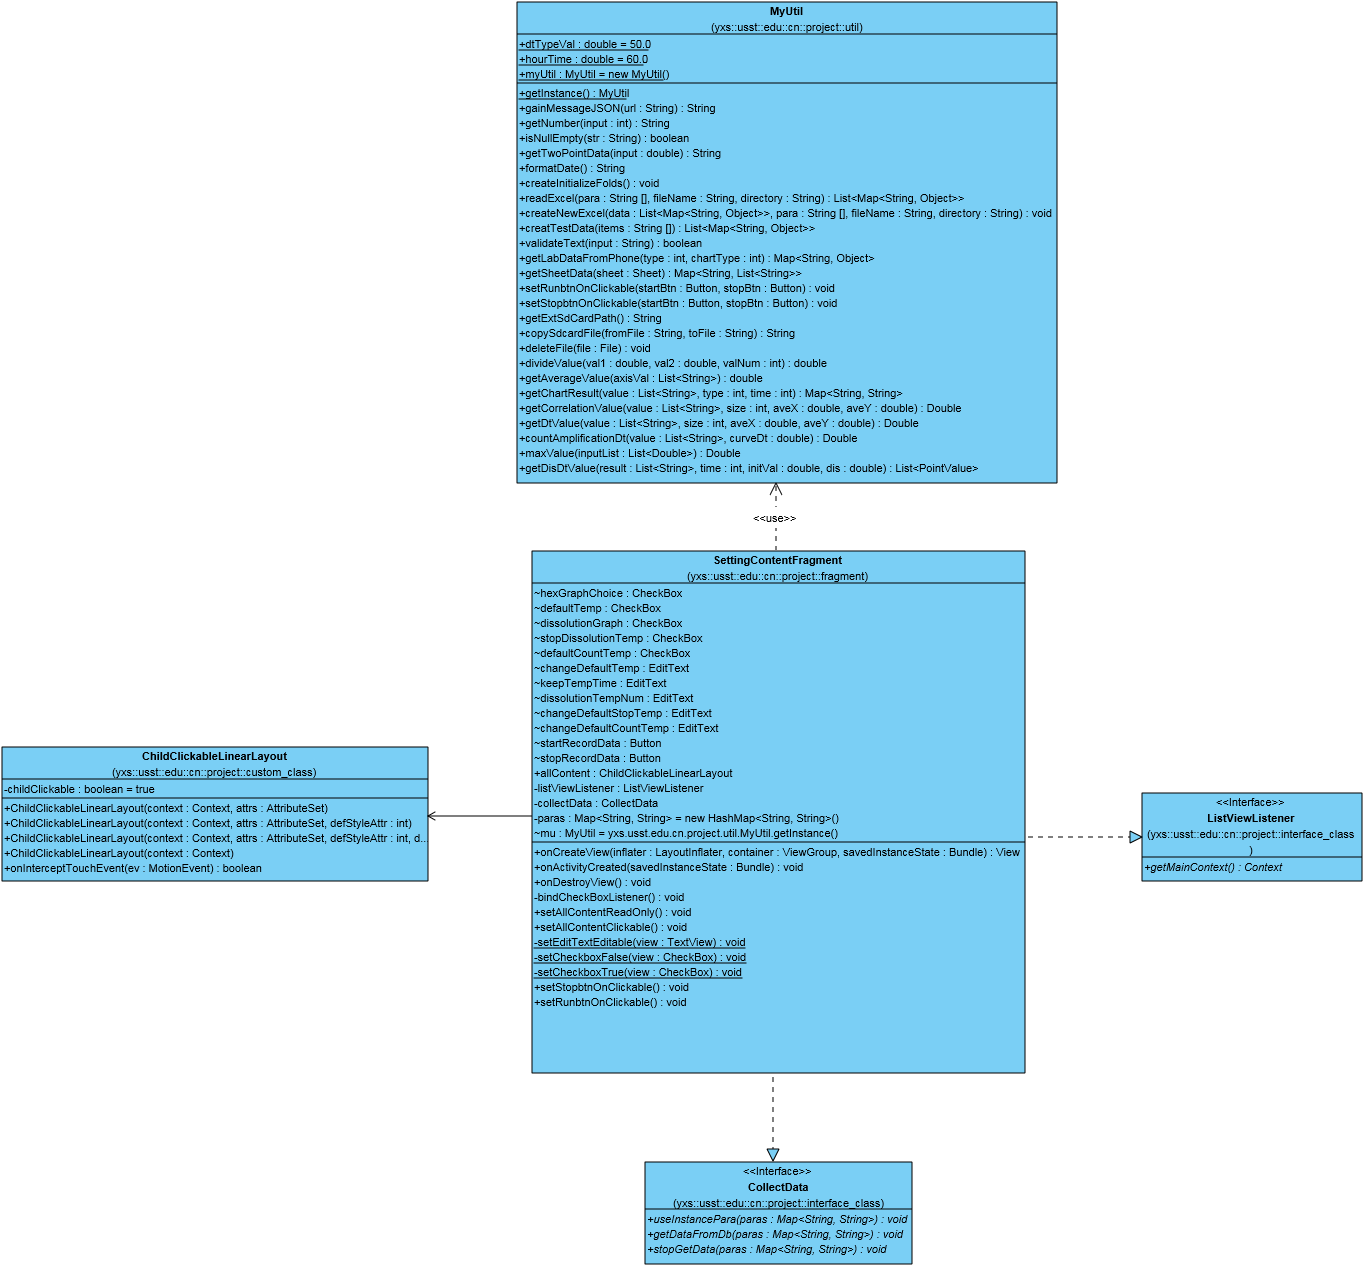 MyUtil
(yxs::usst::edu::cn::project::util)
+dtTypeVal : double = 50.0
+hourTime : double = 60.0
+myUtil : MyUtil = new MyUtil()
+getInstance() : MyUtil
+gainMessageJSON(url : String) : String
+getNumber(input : int) : String
+isNullEmpty(str : String) : boolean
+getTwoPointData(input : double) : String
+formatDate() : String
+createInitializeFolds() : void
+readExcel(para : String [], fileName : String, directory : String) : List<Map<String, Object>>
+createNewExcel(data : List<Map<String, Object>>, para : String [], fileName : String, directory : String) : void
+creatTestData(items : String []) : List<Map<String, Object>>
+validateText(input : String) : boolean
+getLabDataFromPhone(type : int, chartType : int) : Map<String, Object>
+getSheetData(sheet : Sheet) : Map<String, List<String>>
+setRunbtnOnClickable(startBtn : Button, stopBtn : Button) : void
+setStopbtnOnClickable(startBtn : Button, stopBtn : Button) : void
+getExtSdCardPath() : String
+copySdcardFile(fromFile : String, toFile : String) : String
+deleteFile(file : File) : void
+divideValue(val1 : double, val2 : double, valNum : int) : double
+getAverageValue(axisVal : List<String>) : double
+getChartResult(value : List<String>, type : int, time : int) : Map<String, String>
+getCorrelationValue(value : List<String>, size : int, aveX : double, aveY : double) : Double
+getDtValue(value : List<String>, size : int, aveX : double, aveY : double) : Double
+countAmplificationDt(value : List<String>, curveDt : double) : Double
+maxValue(inputList : List<Double>) : Double
+getDisDtValue(result : List<String>, time : int, initVal : double, dis : double) : List<PointValue>
<<use>>
SettingContentFragment
(yxs::usst::edu::cn::project::fragment)
~hexGraphChoice : CheckBox
~defaultTemp : CheckBox
~dissolutionGraph : CheckBox
~stopDissolutionTemp : CheckBox
~defaultCountTemp : CheckBox
~changeDefaultTemp : EditText
~keepTempTime : EditText
~dissolutionTempNum : EditText
~changeDefaultStopTemp : EditText
~changeDefaultCountTemp : EditText
~startRecordData : Button
~stopRecordData : Button
+allContent : ChildClickableLinearLayout
-listViewListener : ListViewListener
-collectData : CollectData
-paras : Map<String, String> = new HashMap<String, String>()
~mu : MyUtil = yxs.usst.edu.cn.project.util.MyUtil.getInstance()
+onCreateView(inflater : LayoutInflater, container : ViewGroup, savedInstanceState : Bundle) : View
+onActivityCreated(savedInstanceState : Bundle) : void
+onDestroyView() : void
-bindCheckBoxListener() : void
+setAllContentReadOnly() : void
+setAllContentClickable() : void
-setEditTextEditable(view : TextView) : void
-setCheckboxFalse(view : CheckBox) : void
-setCheckboxTrue(view : CheckBox) : void
+setStopbtnOnClickable() : void
+setRunbtnOnClickable() : void
ChildClickableLinearLayout
(yxs::usst::edu::cn::project::custom_class)
-childClickable : boolean = true
+ChildClickableLinearLayout(context : Context, attrs : AttributeSet)
+ChildClickableLinearLayout(context : Context, attrs : AttributeSet, defStyleAttr : int)
+ChildClickableLinearLayout(context : Context, attrs : AttributeSet, defStyleAttr : int, d...
+ChildClickableLinearLayout(context : Context)
+onInterceptTouchEvent(ev : MotionEvent) : boolean
<<Interface>>
ListViewListener
(yxs::usst::edu::cn::project::interface_class
)
+getMainContext() : Context
<<Interface>>
CollectData
(yxs::usst::edu::cn::project::interface_class)
+useInstancePara(paras : Map<String, String>) : void
+getDataFromDb(paras : Map<String, String>) : void
+stopGetData(paras : Map<String, String>) : void